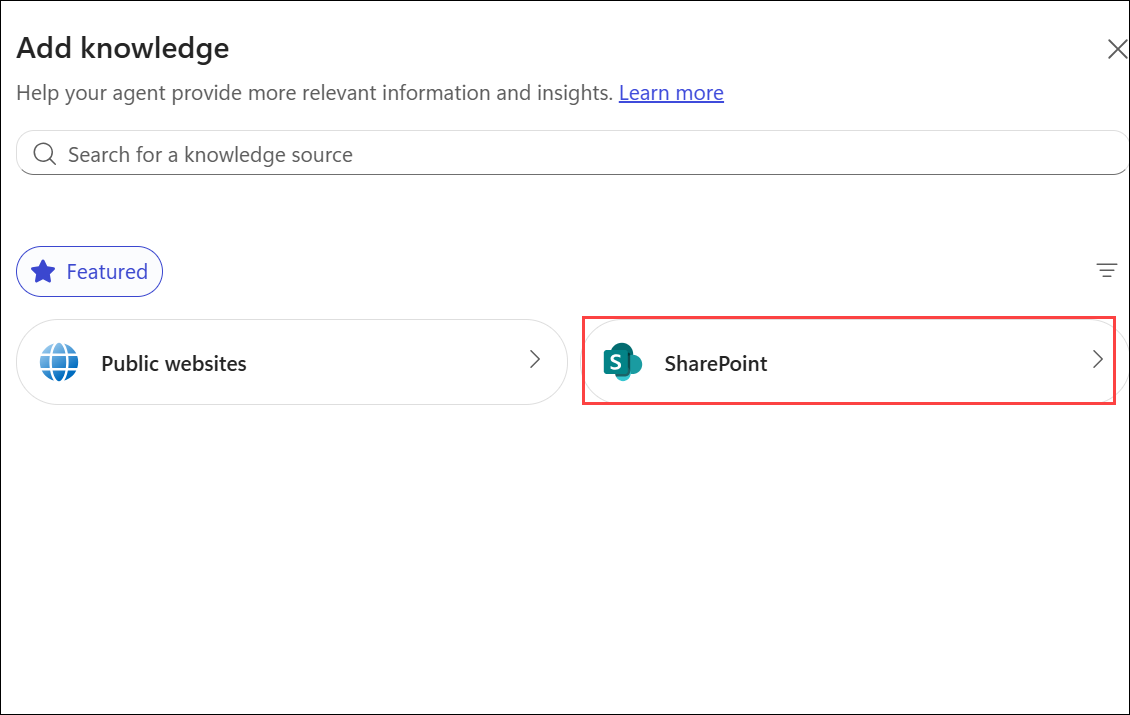 Add knowledge
Help your agent provide more relevant information and insights. Learn more
Search for a knowledge source
Featured
Public websites
S SharePoint